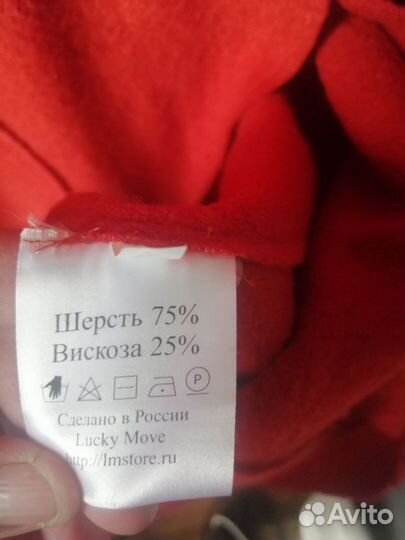 Шерсть 75%
Вискоза 25%
P
Сделано в России
Lucky Move
http://lmstore.ru
Avito